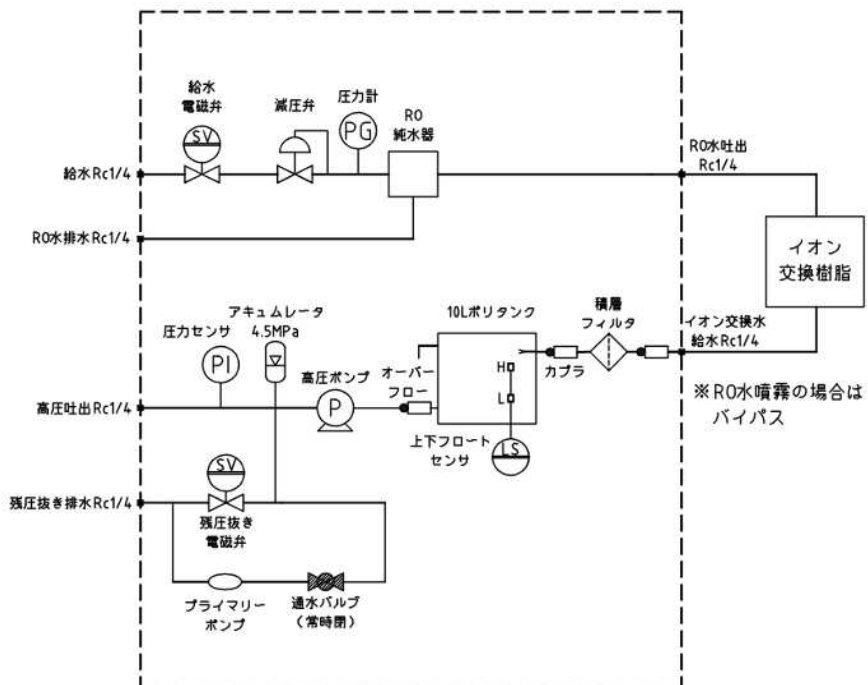 給水
電磁弁
減圧弁
圧力計
RO
純水器
SV
PG
給水Rc1/4
RO水吐出
Rc1/4
RO水排水Rc1/4
イオン
交換樹脂
アキュムレータ
4.5MPa
圧力センサ
PI
10Lポリタンク
積層
フィルタ
イオン交換水
給水Rc1/4
カプラ
高圧ポンプ
P
オーバー
フロー
H
L
高圧吐出Rc1/4
※RO水噴霧の場合は
バイパス
上下フロート
センサ
LS
SV
残圧抜き排水Rc1/4
残圧抜き
電磁弁
プライマリー
ポンプ
通水バルブ
(常時閉)